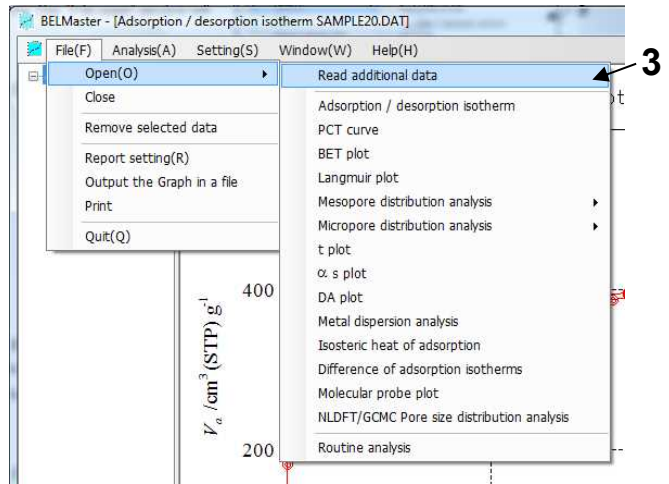 BELMaster - [Adsorption / desorption isotherm SAMPLE20.DAT]
File(F) Analysis(A) Setting(S) Window(W) Help(H)
Open(O)
Close
Remove selected data
Report setting(R)
Output the Graph in a file
Print
Quit(Q)
Read additional data
Adsorption / desorption isotherm
PCT curve
BET plot
Langmuir plot
Mesopore distribution analysis
Micropore distribution analysis
t plot
α s plot
DA plot
Metal dispersion analysis
Isosteric heat of adsorption
Difference of adsorption isotherms
Molecular probe plot
NLDFT/GCMC Pore size distribution analysis
Routine analysis
3
400
200
Va /cm³ (STP) g⁻¹